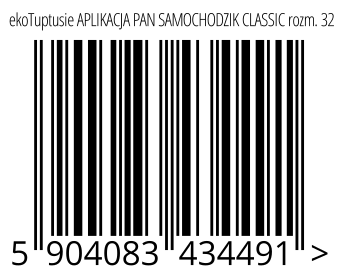 ekoTuptusie APLIKACJA PAN SAMOCHODZIK CLASSIC rozm. 32
5 904083 434491 >